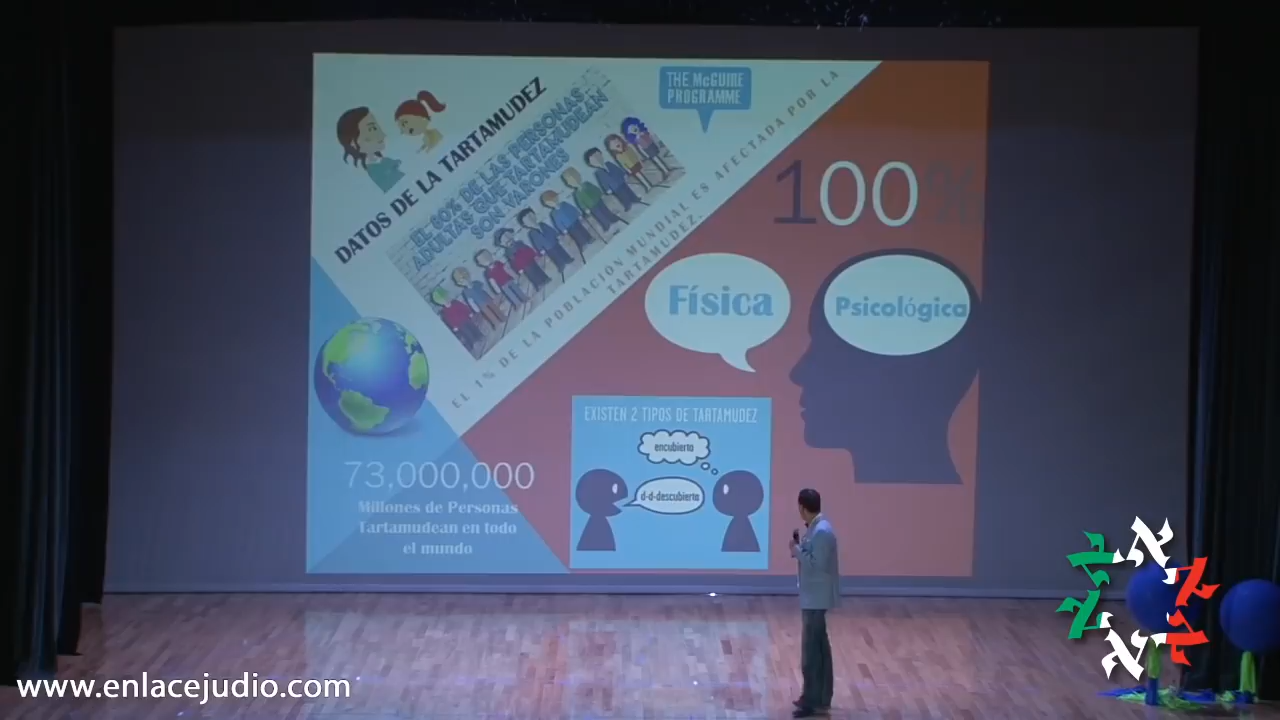 DATOS DE LA TARTAMUDEZ
EL 80% DE LAS PERSONAS
ADULTAS QUE TARTAMUDEAN
SON VARONES
THE McGUIRE
PROGRAMME
EL 1% DE LA POBLACIÓN MUNDIAL ES AFECTADA POR LA
TARTAMUDEZ.
100%
Física
Psicológica
EXISTEN 2 TIPOS DE TARTAMUDEZ
encubierta
d-d-descubierta
73,000,000
Millones de Personas
Tartamudean en todo
el mundo
www.enlacejudio.com